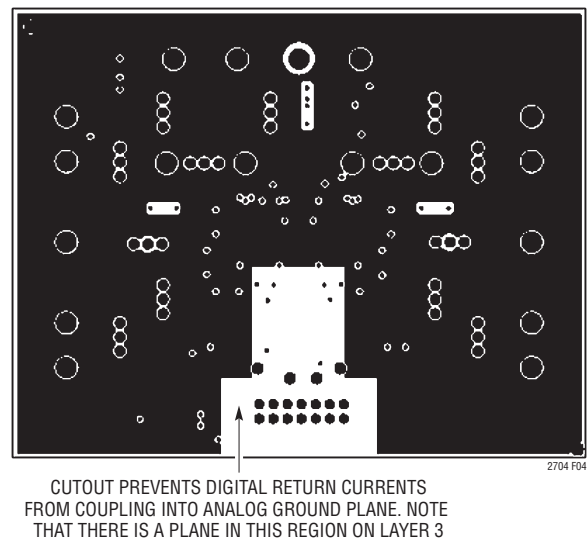 2704 F04
CUTOUT PREVENTS DIGITAL RETURN CURRENTS
FROM COUPLING INTO ANALOG GROUND PLANE. NOTE
THAT THERE IS A PLANE IN THIS REGION ON LAYER 3